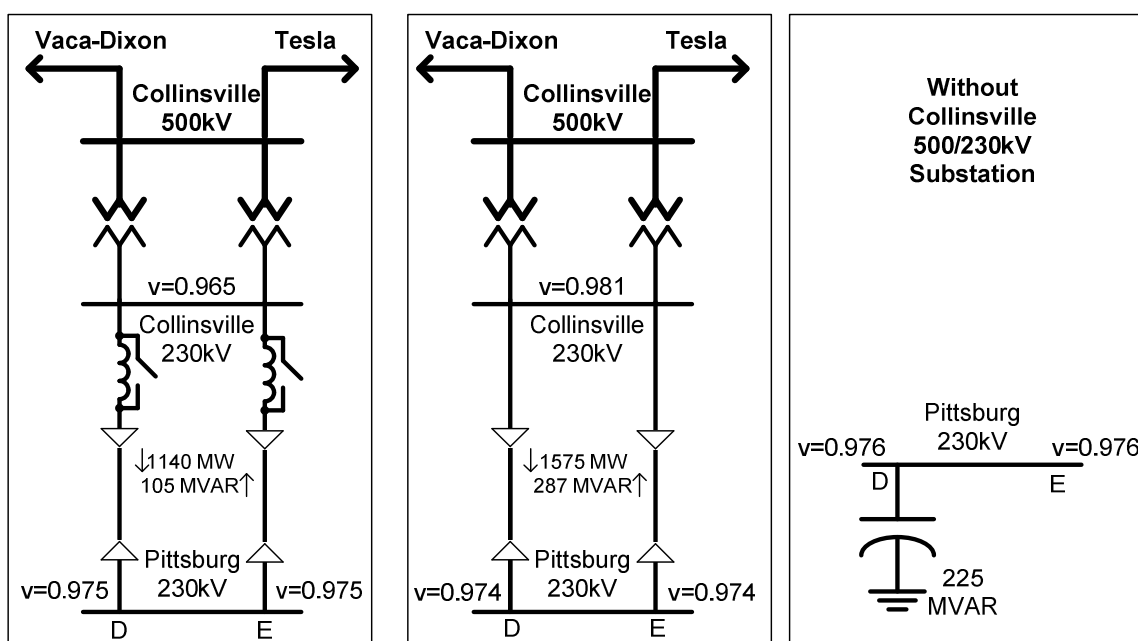 Vaca-Dixon
Tesla
Collinsville
500kV
v=0.965
Collinsville
230kV
↓1140 MW
105 MVAR↑
Pittsburg
230kV
v=0.975
v=0.975
D
E
Vaca-Dixon
Tesla
Collinsville
500kV
v=0.981
Collinsville
230kV
↓1575 MW
287 MVAR↑
Pittsburg
230kV
v=0.974
v=0.974
D
E
Without
Collinsville
500/230kV
Substation
Pittsburg
230kV
v=0.976
v=0.976
D
E
225
MVAR